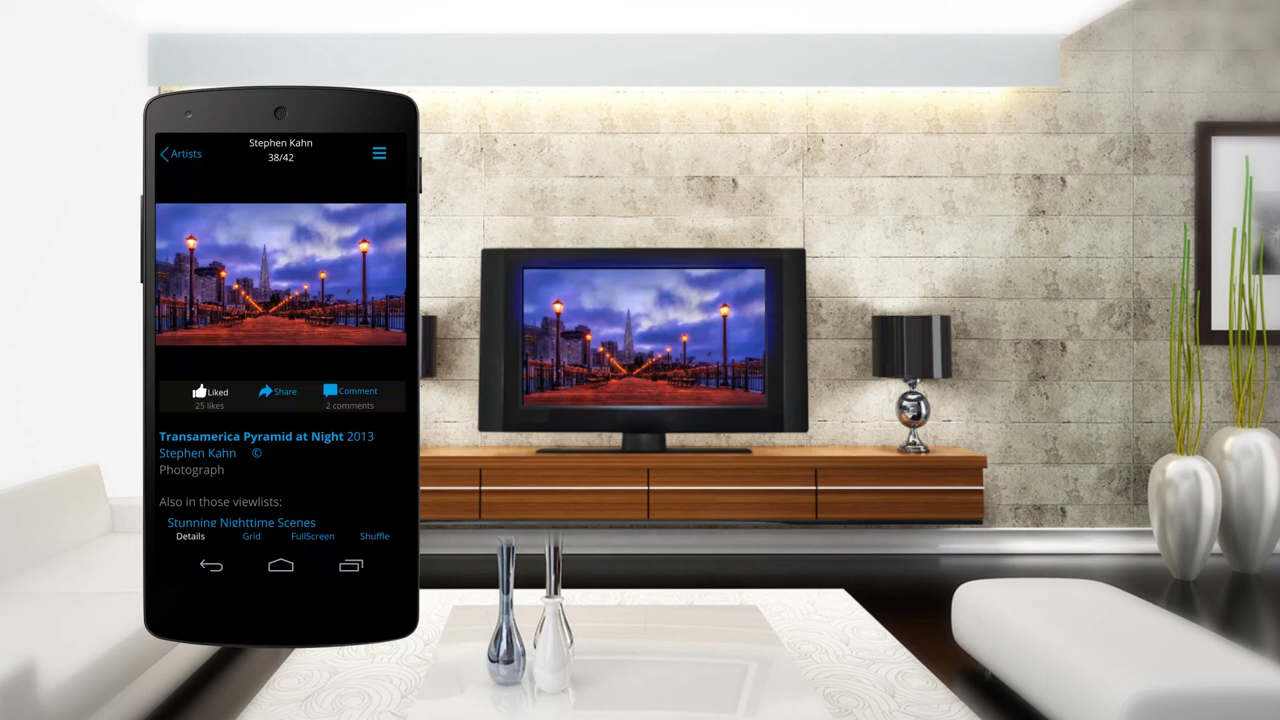 Artists
Stephen Kahn
38/42
Liked
Share
Comment
25 likes
2 comments
Transamerica Pyramid at Night 2013
Stephen Kahn ©
Photograph
Also in those viewlists:
Stunning Nighttime Scenes
Details
Grid
FullScreen
Shuffle